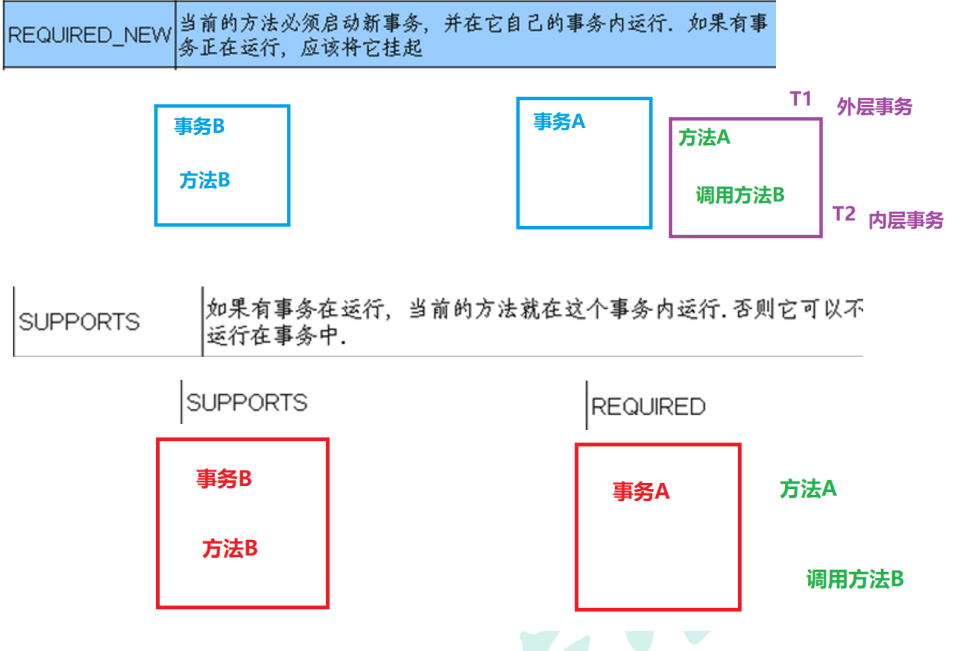 REQUIRED_NEW
当前的方法必须启动新事务, 并在它自己的事务内运行. 如果有事
务正在运行, 应该将它挂起
事务B
方法B
事务A
T1
外层事务
方法A
调用方法B
T2
内层事务
SUPPORTS
如果有事务在运行, 当前的方法就在这个事务内运行. 否则它可以不
运行在事务中.
SUPPORTS
REQUIRED
事务B
方法B
事务A
方法A
调用方法B